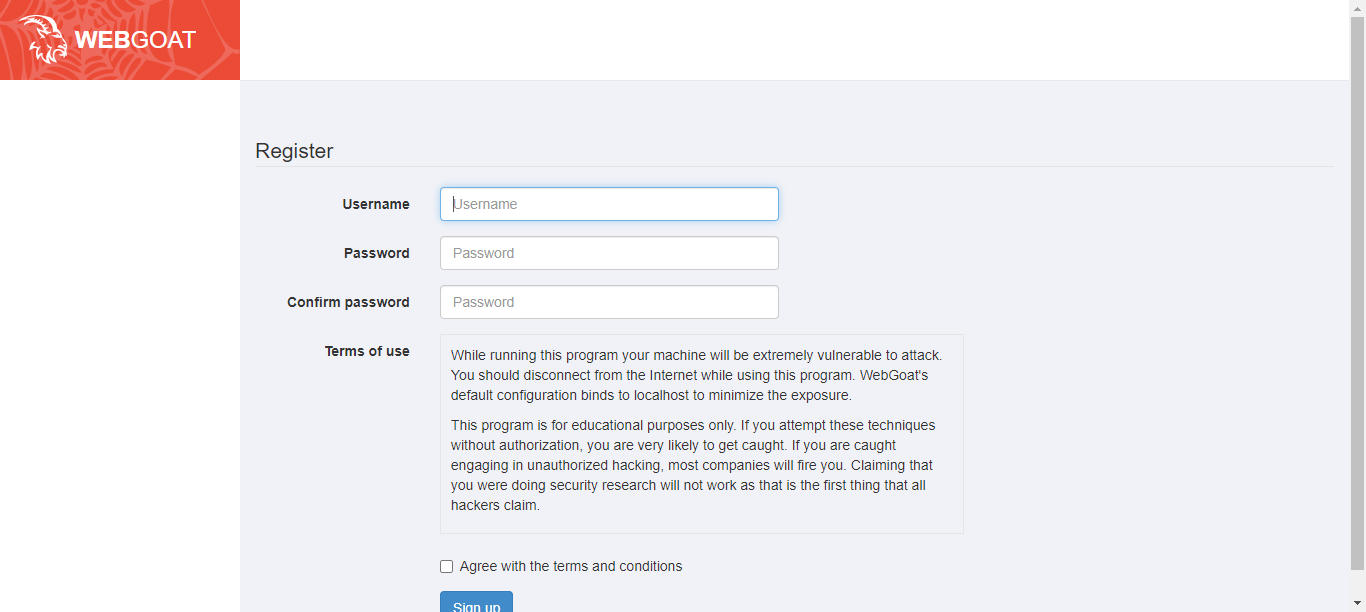 WEBGOAT
Register
Username
Username
Password
Password
Confirm password
Password
Terms of use
While running this program your machine will be extremely vulnerable to attack.
You should disconnect from the Internet while using this program. WebGoat's
default configuration binds to localhost to minimize the exposure.
This program is for educational purposes only. If you attempt these techniques
without authorization, you are very likely to get caught. If you are caught
engaging in unauthorized hacking, most companies will fire you. Claiming that
you were doing security research will not work as that is the first thing that all
hackers claim.
Agree with the terms and conditions
Sign up